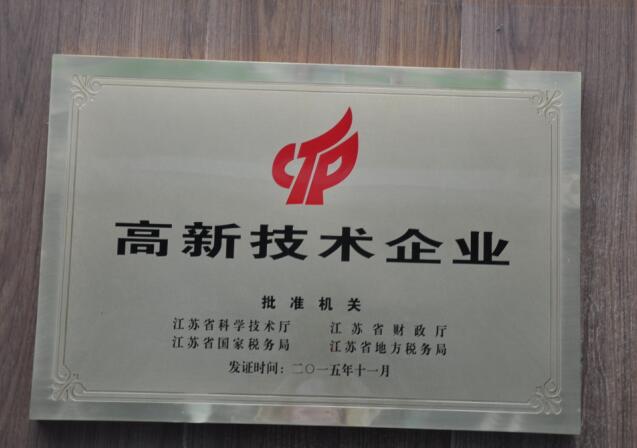 CTP
高新技术企业
批准机关
江苏省科学技术厅 江苏省财政厅
江苏省国家税务局 江苏省地方税务局
发证时间：二〇一五年十一月